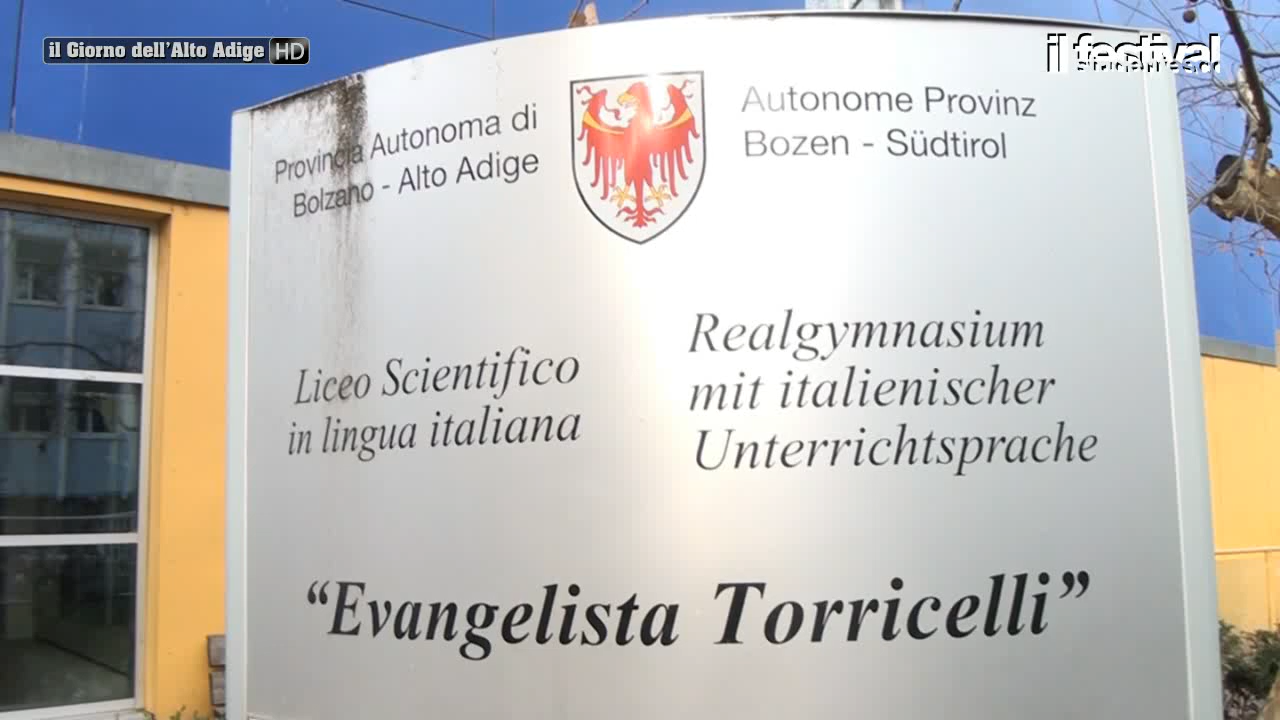 il Giorno dell'Alto Adige HD
il festival
Provincia Autonoma di
Bolzano - Alto Adige
Autonome Provinz
Bozen - Südtirol
Liceo Scientifico
in lingua italiana
Realgymnasium
mit italienischer
Unterrichtsprache
“Evangelista Torricelli”